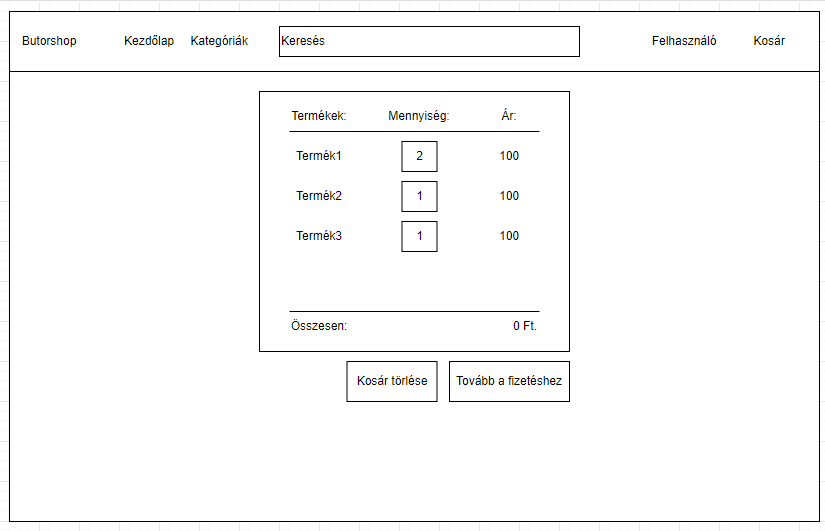 Butorshop Kezdőlap Kategóriák Keresés Felhasználó Kosár
Termékek: Mennyiség: Ár:
Termék1 2 100
Termék2 1 100
Termék3 1 100
Összesen: 0 Ft.
Kosár törlése Tovább a fizetéshez